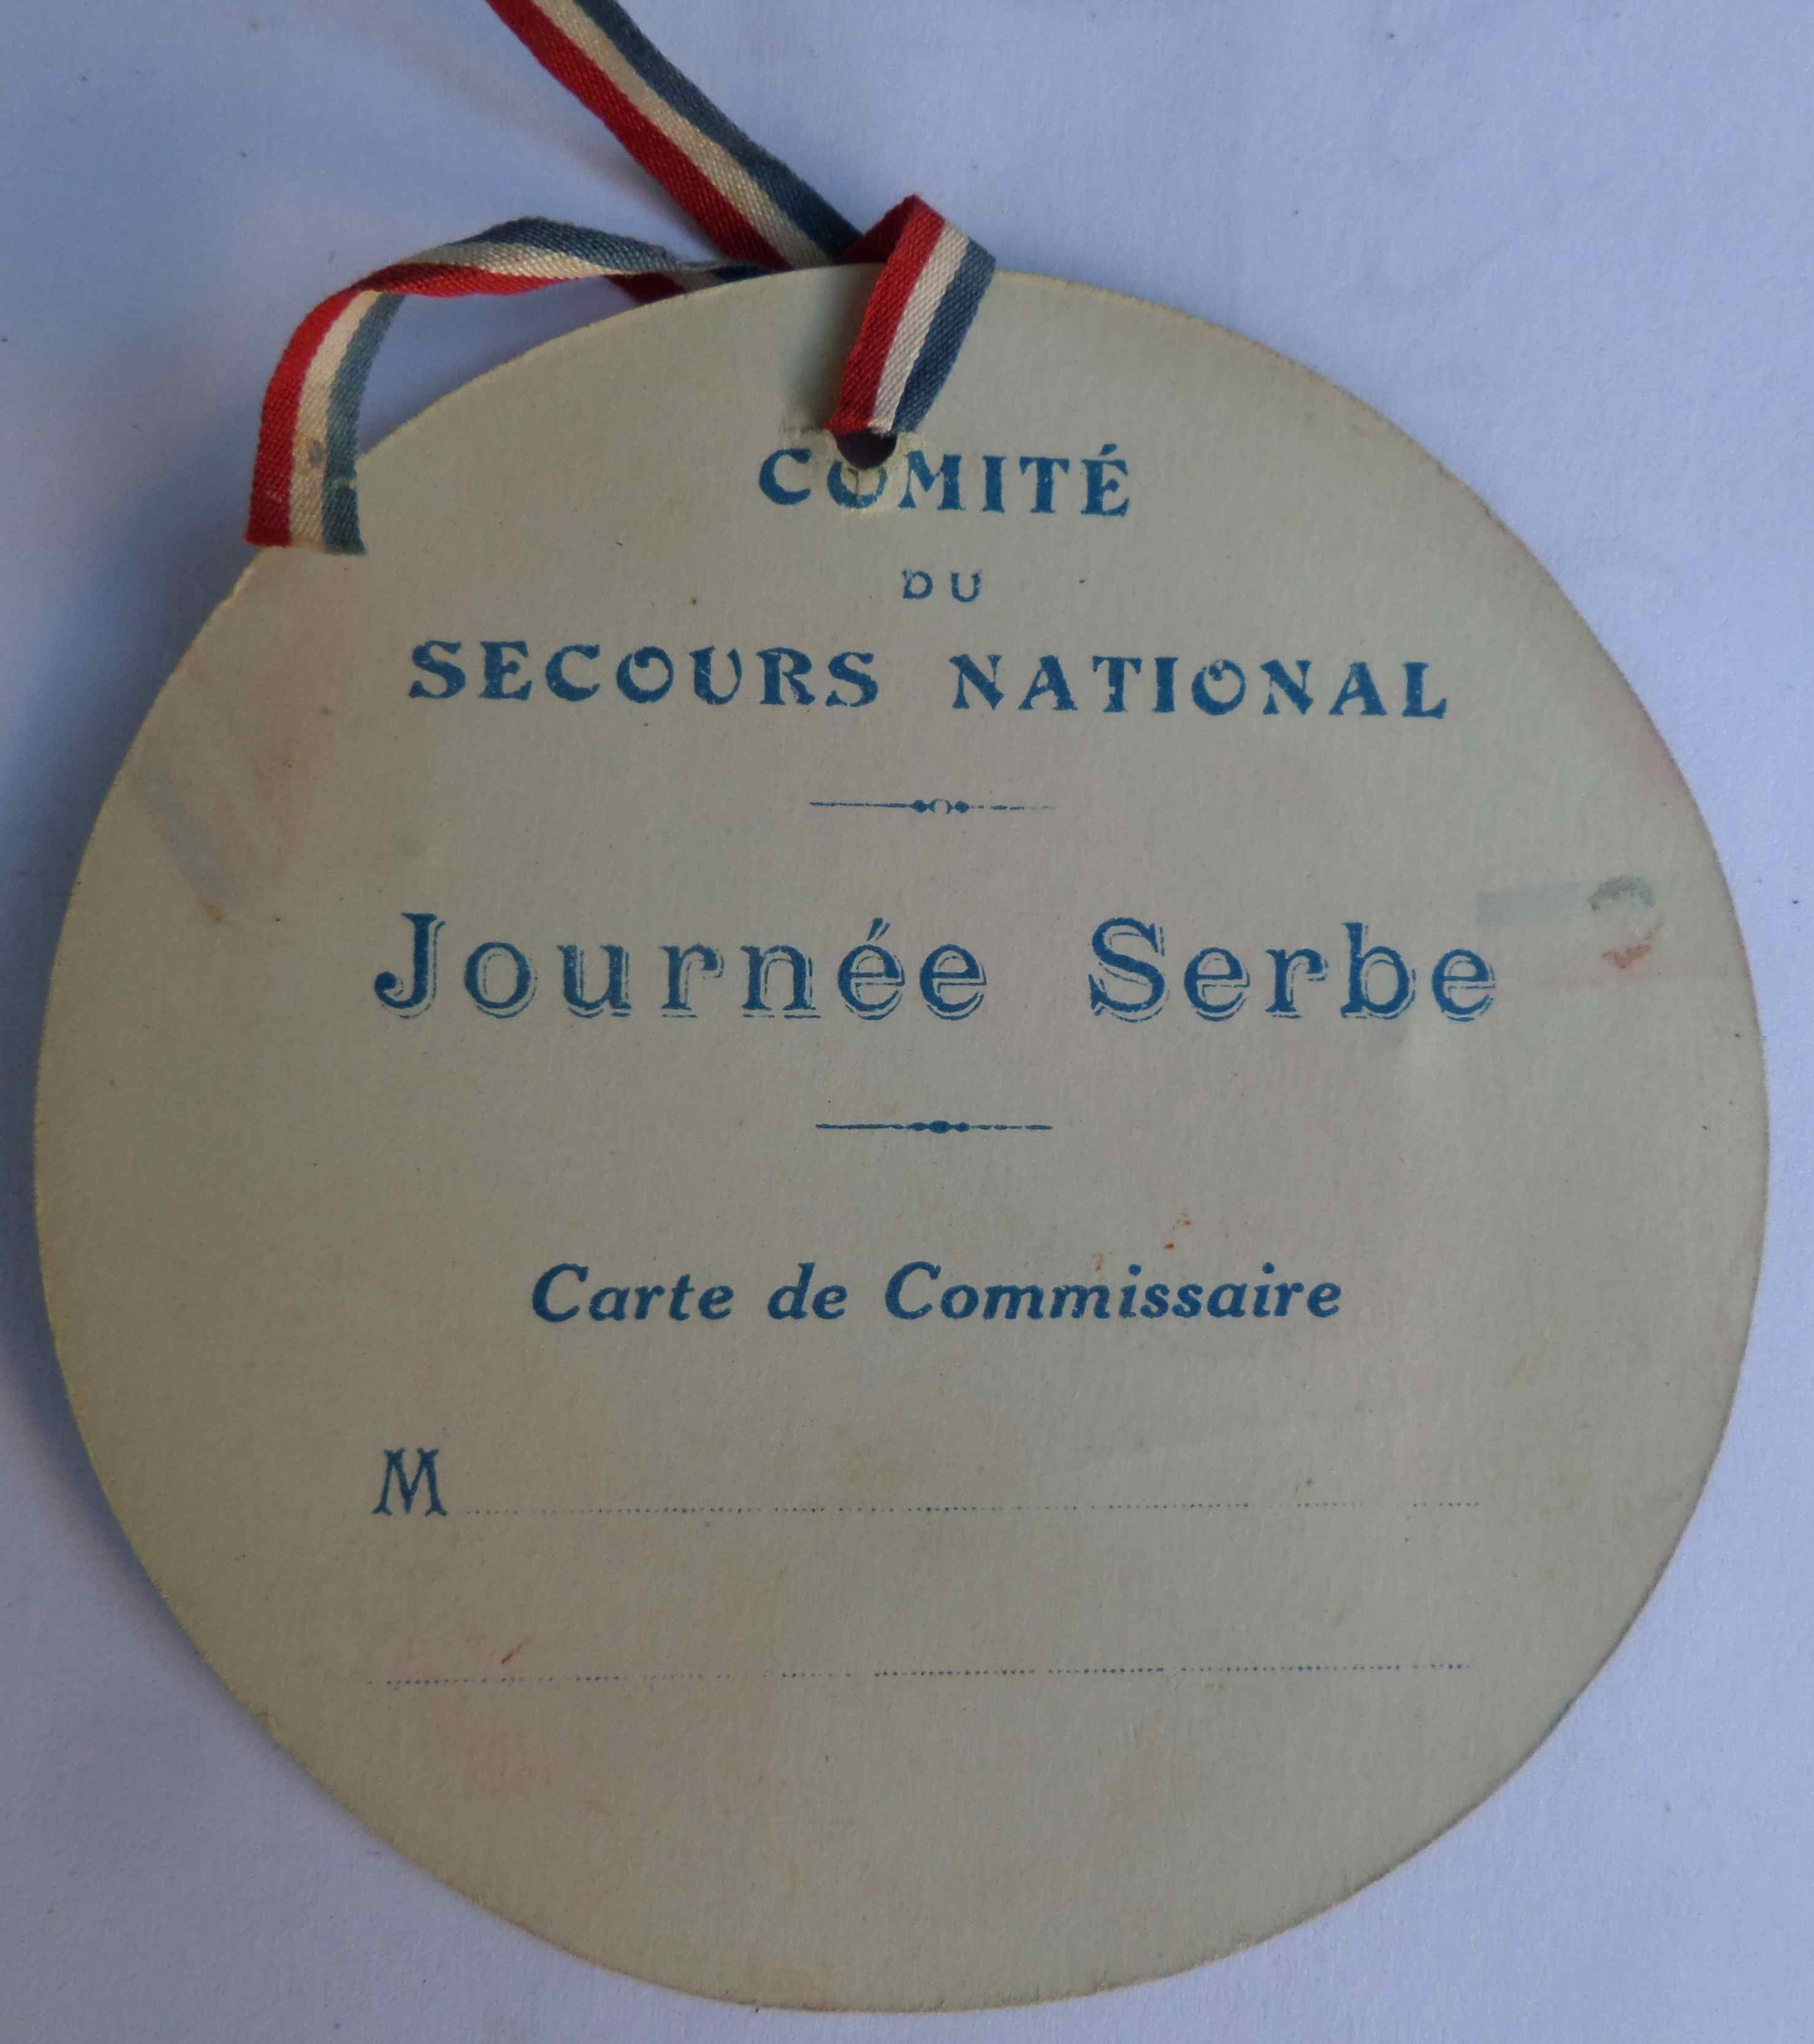 COMITÉ
DU
SECOURS NATIONAL
Journée Serbe
Carte de Commissaire
M